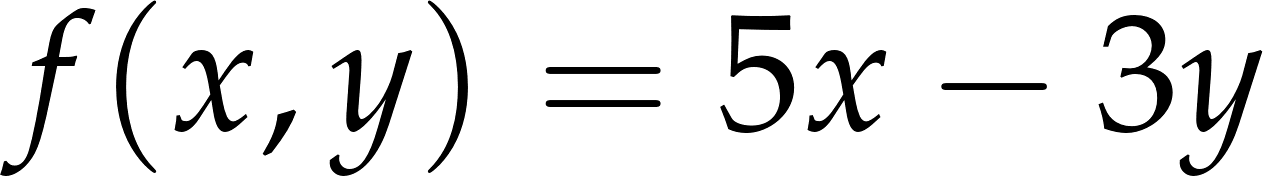 f(x, y) = 5x − 3y